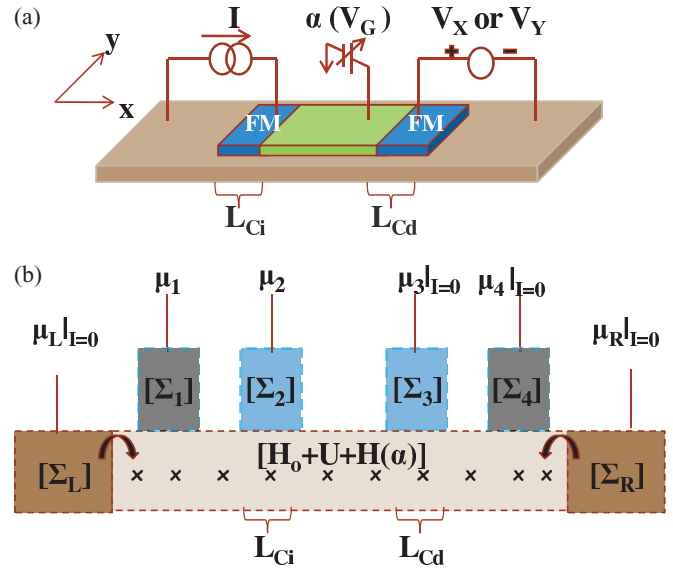 (a)
I α (V_G) V_X or V_Y
y
+ -
x
FM FM
L_Ci L_Cd
(b)
μ_1 μ_2 μ_3|_I=0 μ_4|_I=0
μ_L|_I=0 μ_R|_I=0
[Σ_1] [Σ_2] [Σ_3] [Σ_4]
[H_o+U+H(α)]
[Σ_L] [Σ_R]
L_Ci L_Cd